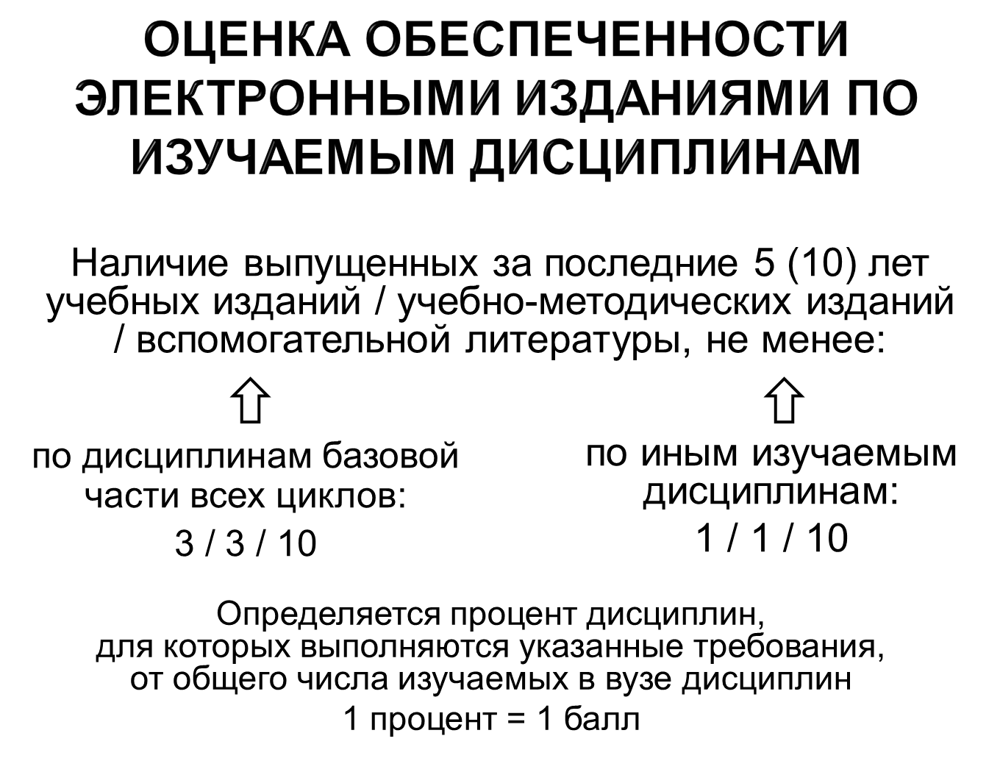 ОЦЕНКА ОБЕСПЕЧЕННОСТИ
ЭЛЕКТРОННЫМИ ИЗДАНИЯМИ ПО
ИЗУЧАЕМЫМ ДИСЦИПЛИНАМ
Наличие выпущенных за последние 5 (10) лет
учебных изданий / учебно-методических изданий
/ вспомогательной литературы, не менее:
по дисциплинам базовой
части всех циклов:
3 / 3 / 10
по иным изучаемым
дисциплинам:
1 / 1 / 10
Определяется процент дисциплин,
для которых выполняются указанные требования,
от общего числа изучаемых в вузе дисциплин
1 процент = 1 балл